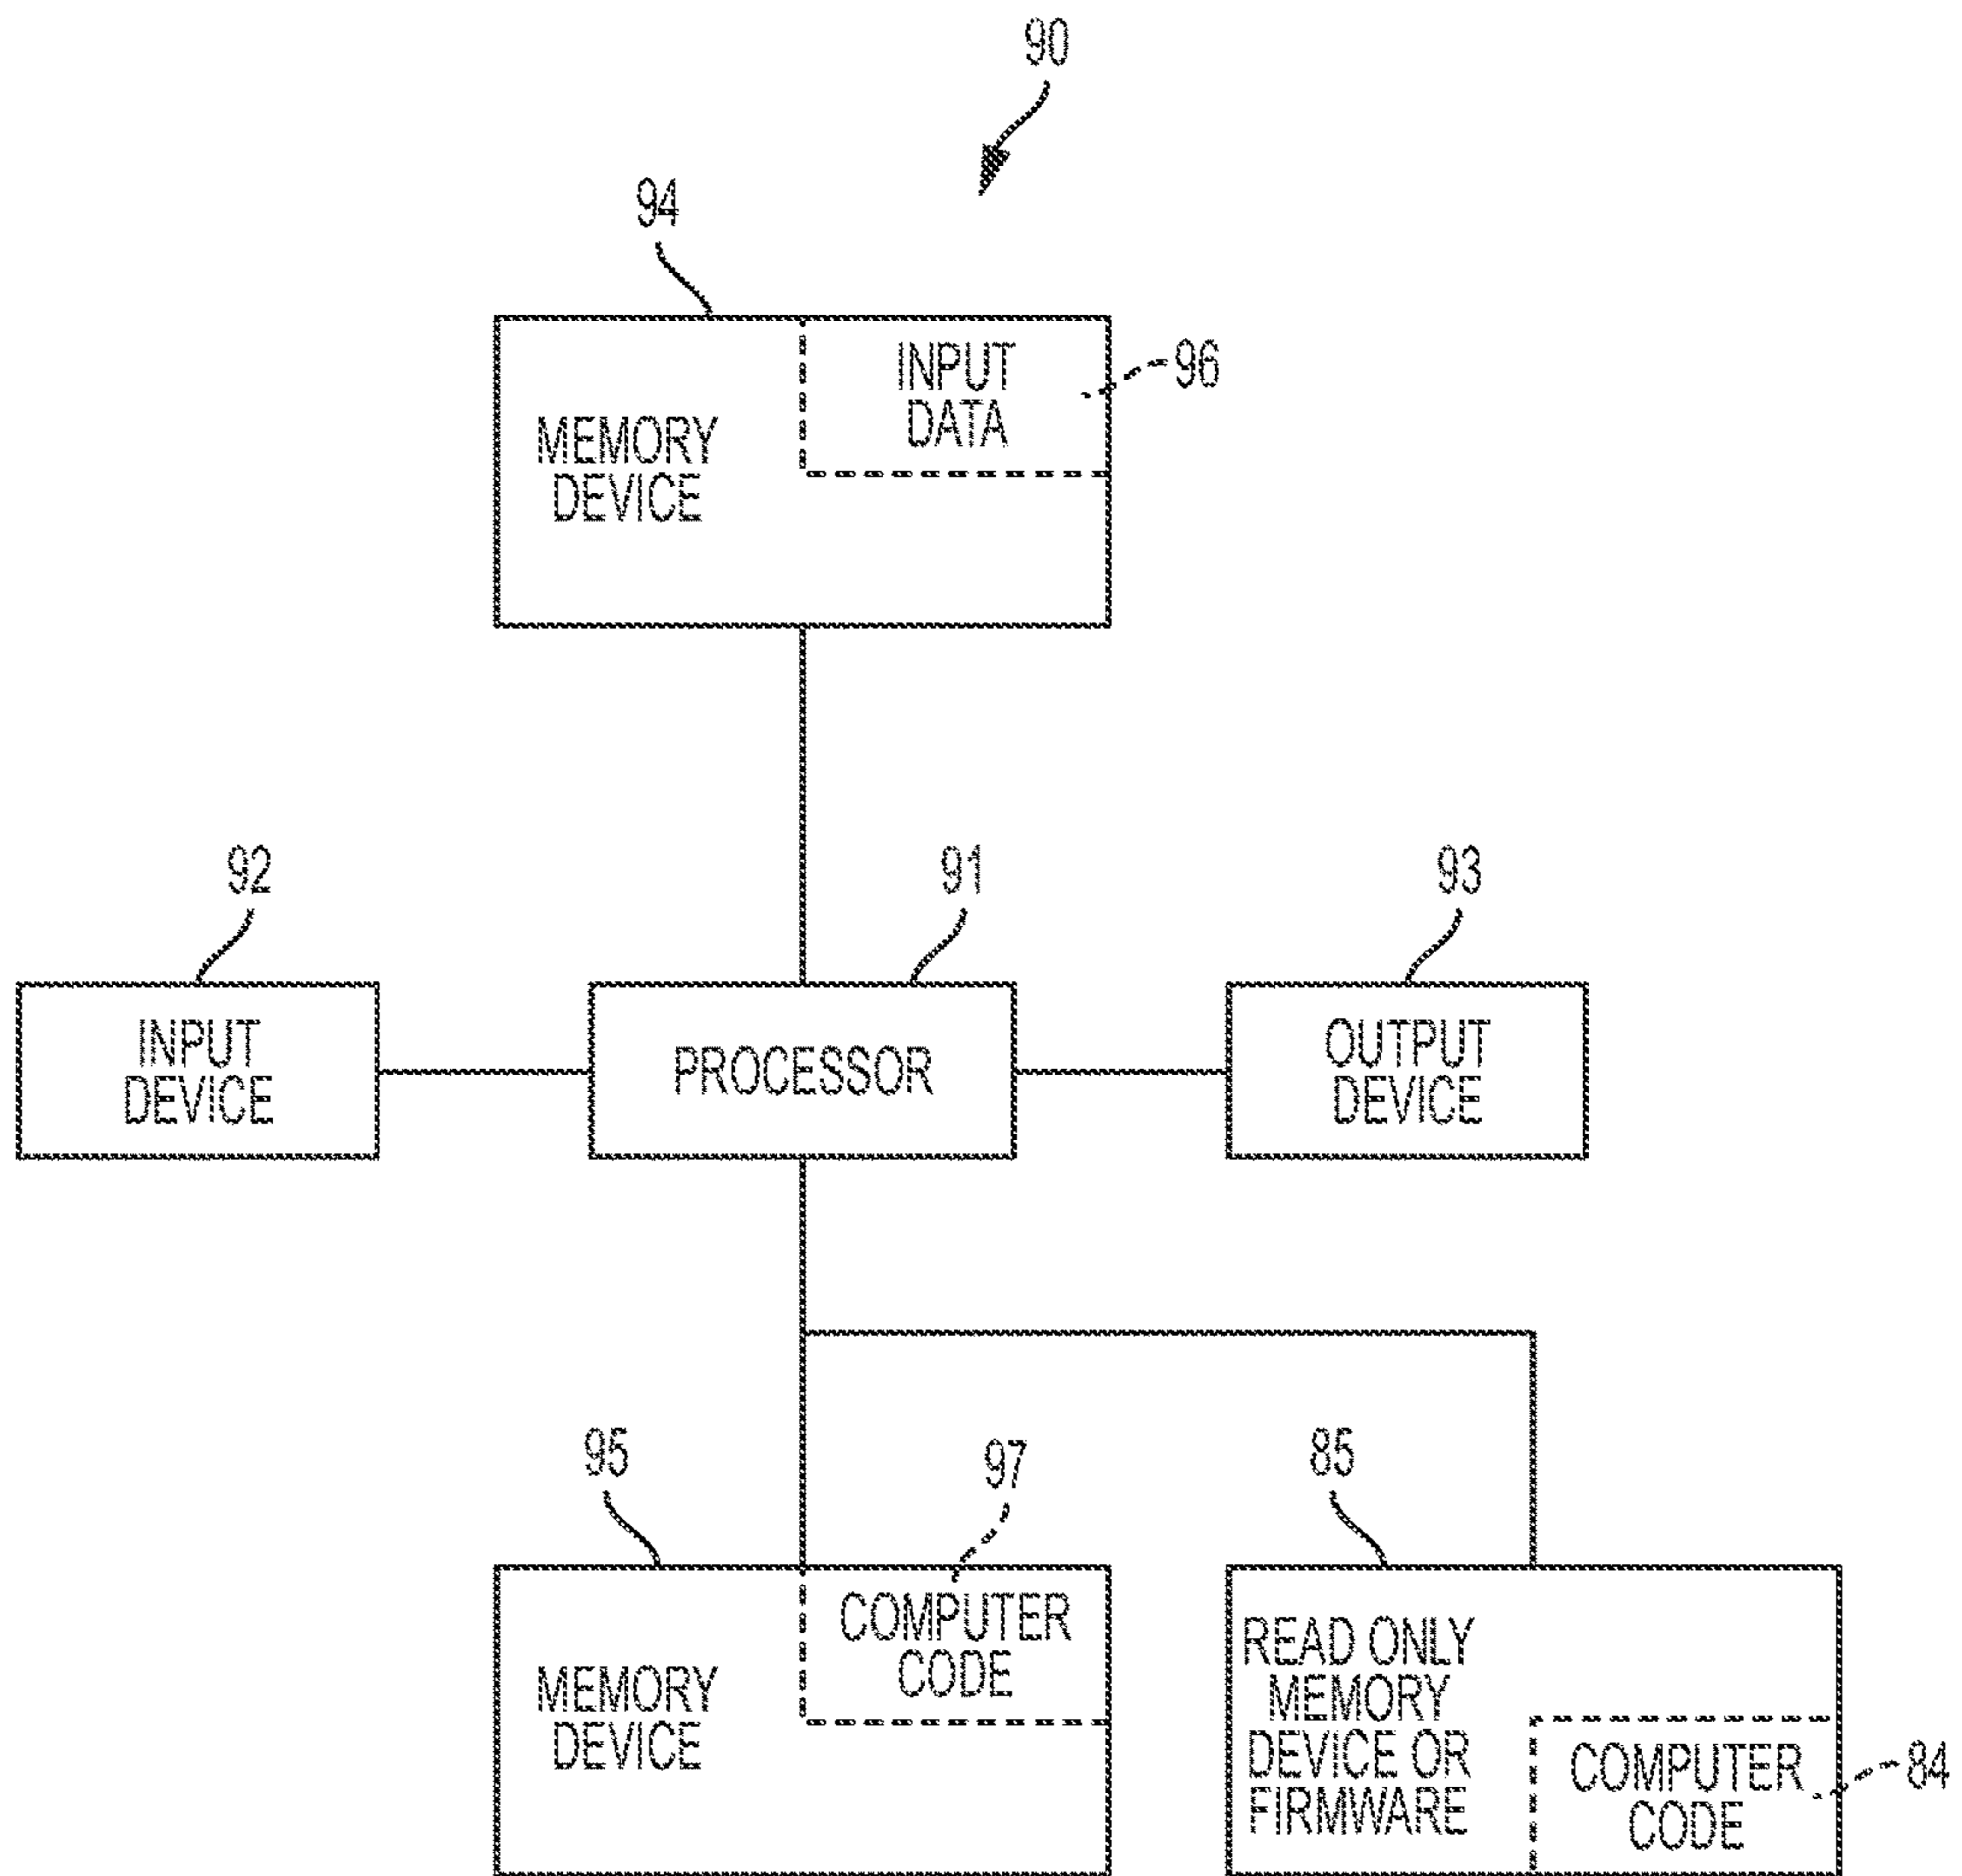 90
94
INPUT
DATA
96
MEMORY
DEVICE
92
91
93
INPUT
DEVICE
PROCESSOR
OUTPUT
DEVICE
95
97
85
COMPUTER
CODE
MEMORY
DEVICE
READ ONLY
MEMORY
DEVICE OR
FIRMWARE
COMPUTER
CODE
84